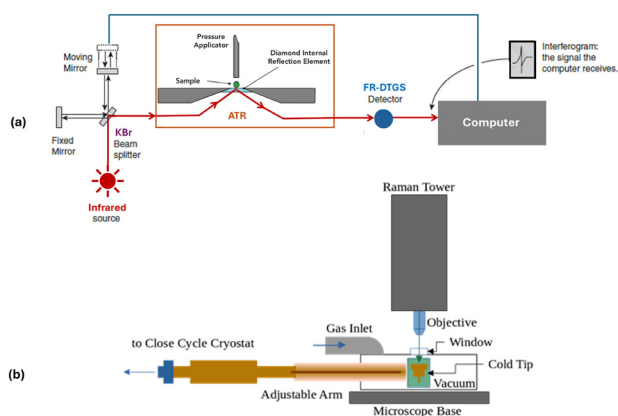 Pressure
Applicator
Moving
Mirror
Sample
Diamond Internal
Reflection Element
Interferogram:
the signal the
computer receives.
FR-DTGS
Detector
(a)
KBr
Beam
splitter
ATR
Computer
Fixed
Mirror
Infrared
source
Raman Tower
Objective
Gas Inlet
Window
to Close Cycle Cryostat
Cold Tip
(b)
Vacuum
Adjustable Arm
Microscope Base